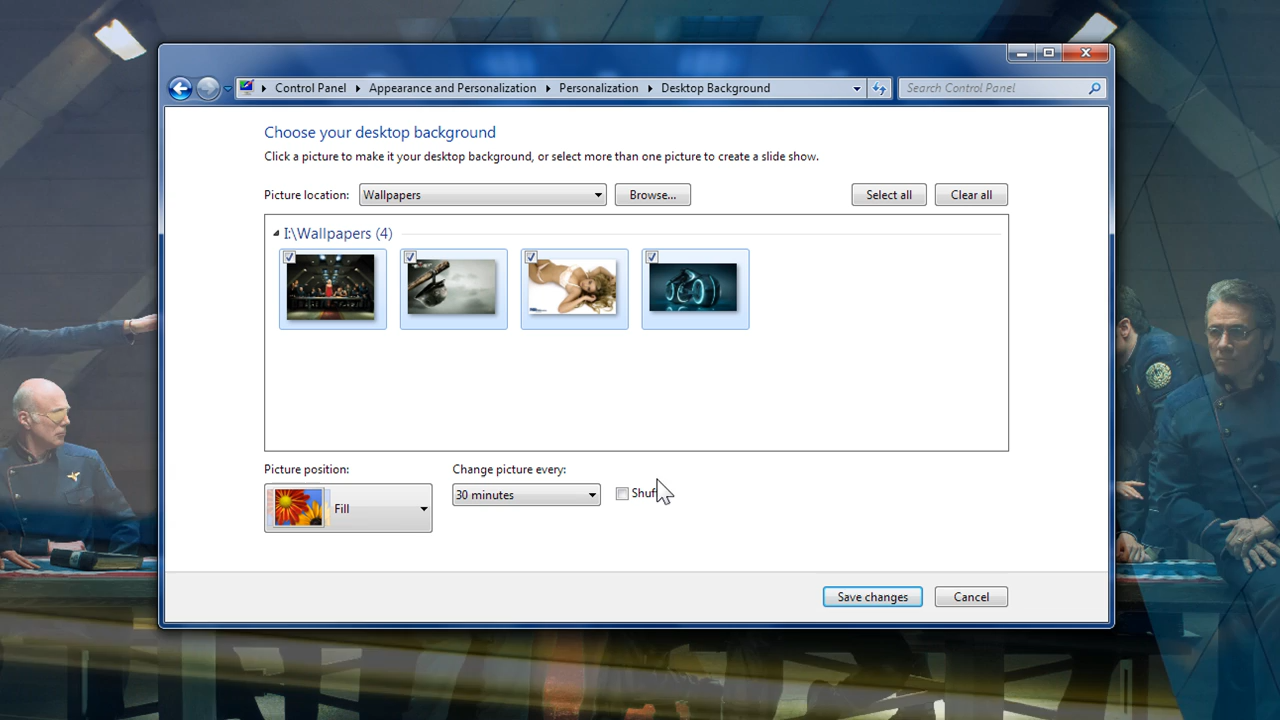 Control Panel Appearance and Personalization Personalization Desktop Background
Search Control Panel
Choose your desktop background
Click a picture to make it your desktop background, or select more than one picture to create a slide show.
Picture location: Wallpapers Browse... Select all Clear all
I:\Wallpapers (4)
Picture position: Change picture every:
Fill 30 minutes Shuf
Save changes Cancel